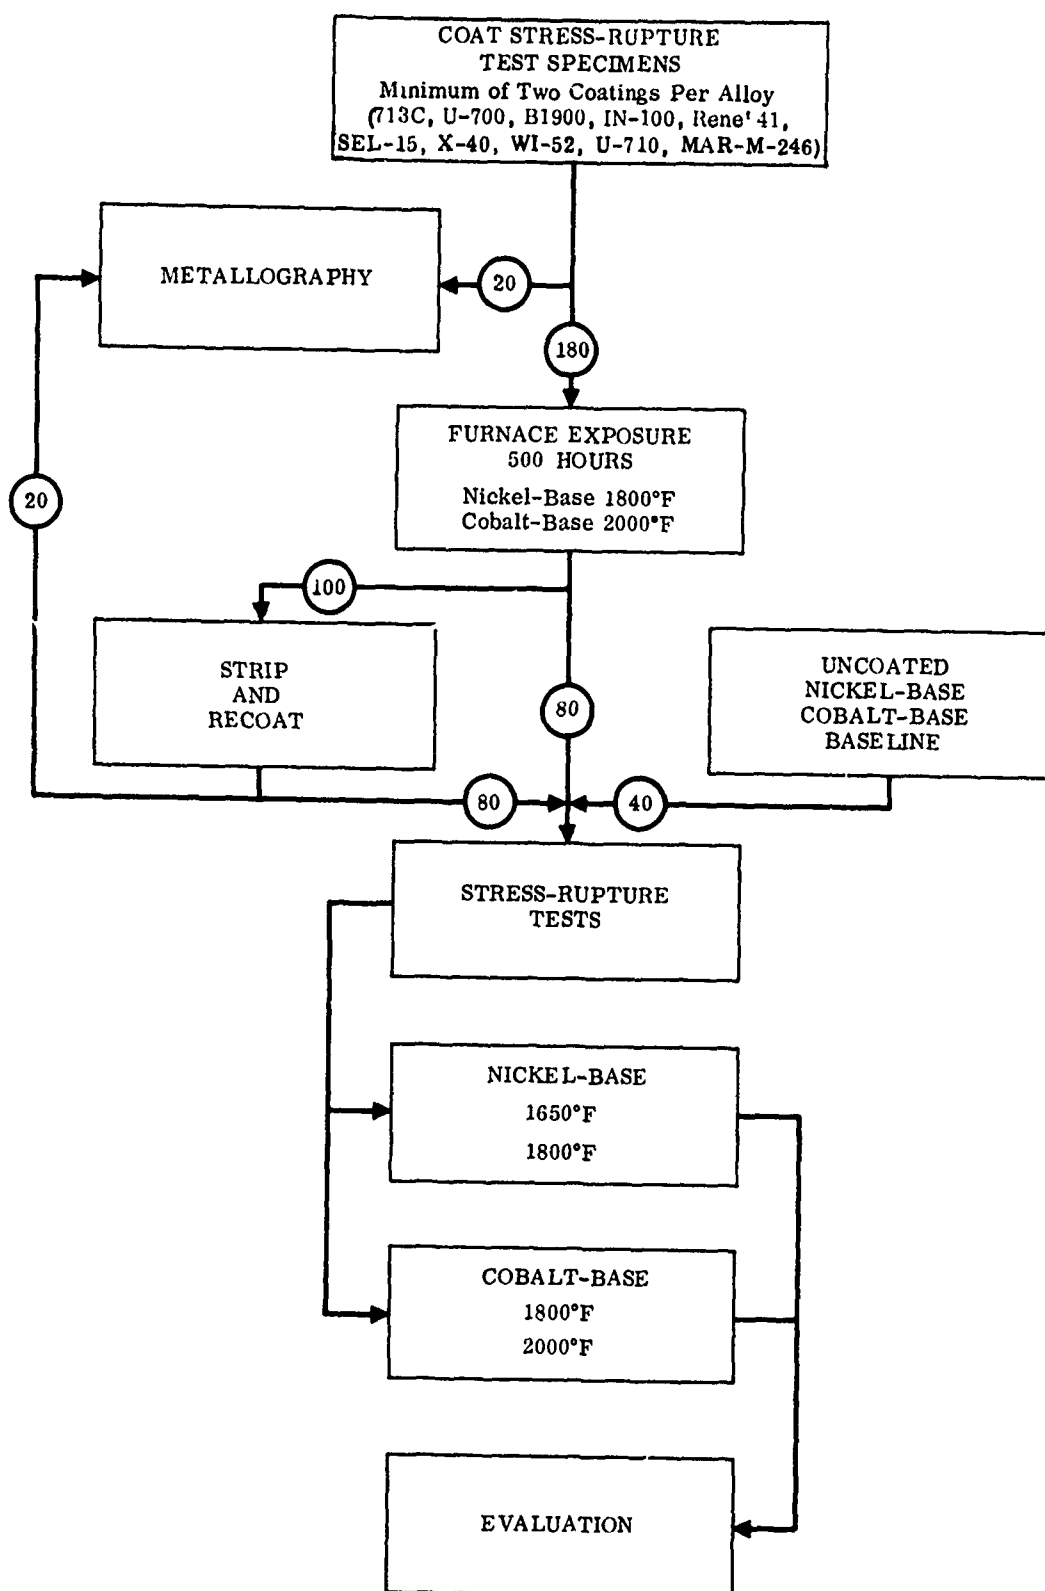 COAT STRESS-RUPTURE
TEST SPECIMENS
Minimum of Two Coatings Per Alloy
(713C, U-700, B1900, IN-100, Rene' 41,
SEL-15, X-40, WI-52, U-710, MAR-M-246)
METALLOGRAPHY
20
180
FURNACE EXPOSURE
500 HOURS
Nickel-Base 1800°F
Cobalt-Base 2000°F
20
100
STRIP
AND
RECOAT
80
UNCOATED
NICKEL-BASE
COBALT-BASE
BASELINE
80
40
STRESS-RUPTURE
TESTS
NICKEL-BASE
1650°F
1800°F
COBALT-BASE
1800°F
2000°F
EVALUATION